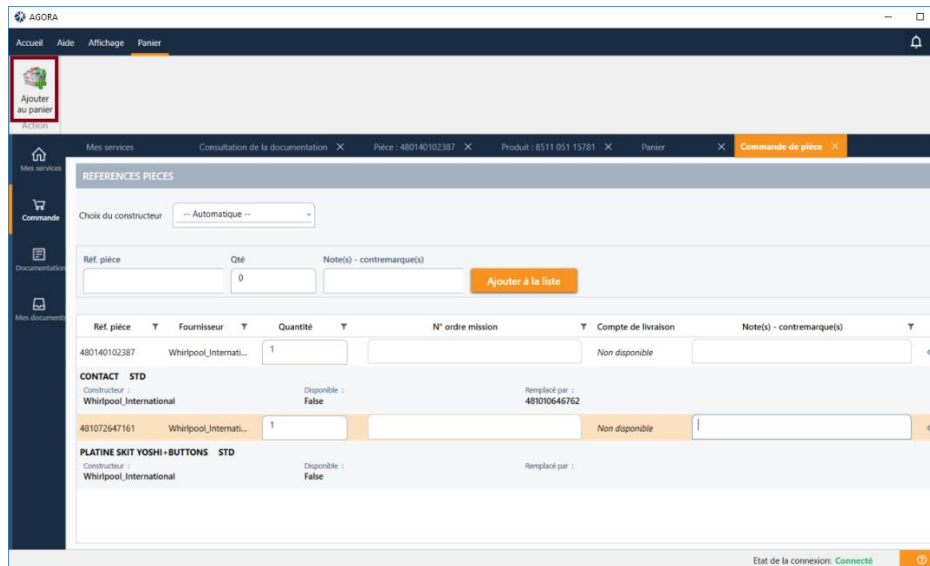 AGORA
Accueil Aide Affichage Panier
Ajouter
au panier
Action
Mes services Consultation de la documentation Pièce : 480140102387 Produit : 8511 051 15781 Panier Commande de pièce
Mes services
Commande
Documentation
Mes documents
REFERENCES PIECES
Choix du constructeur -- Automatique --
Réf. pièce Qté Note(s) - contremarque(s)
0 Ajouter à la liste
Réf. pièce Fournisseur Quantité N° ordre mission Compte de livraison Note(s) - contremarque(s)
480140102387 Whirlpool_Internati... 1 Non disponible
CONTACT STD
Constructeur : Disponible : Remplacé par :
Whirlpool_International False 481010646762
481072647161 Whirlpool_Internati... 1 Non disponible
PLATINE SKIT YOSHI+BUTTONS STD
Constructeur : Disponible : Remplacé par :
Whirlpool_International False
Etat de la connexion: Connecté